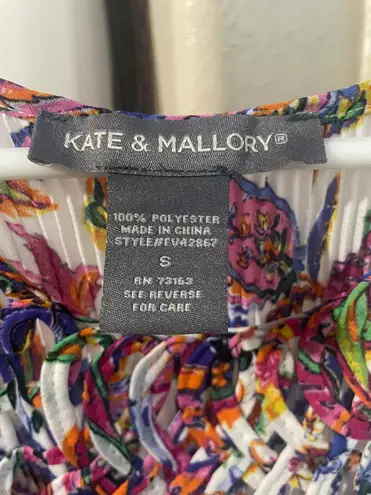 KATE & MALLORY®
100% POLYESTER
MADE IN CHINA
STYLE#EV42867
S
RN 73163
SEE REVERSE
FOR CARE